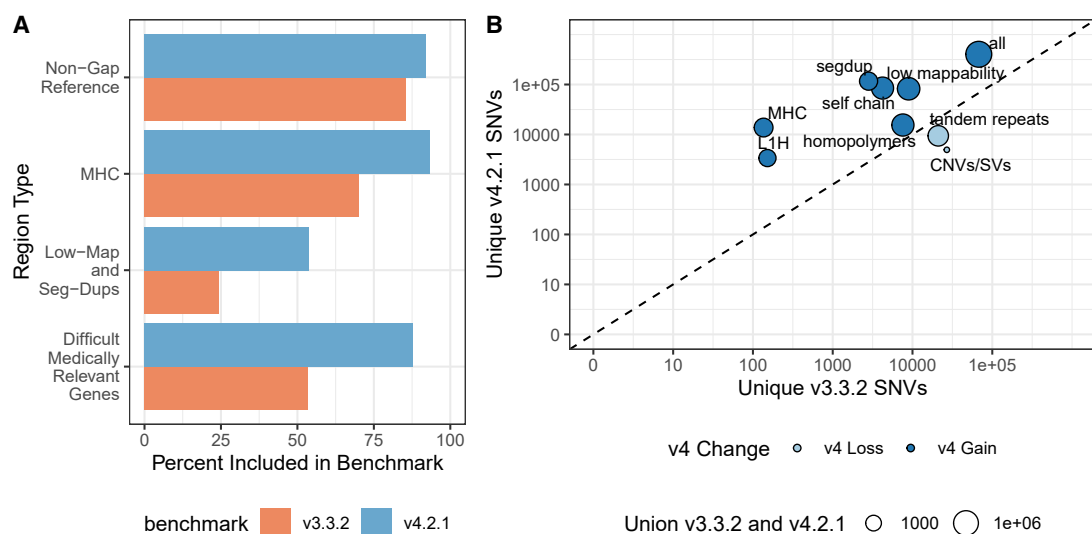 A
Region Type
Non−Gap
Reference
MHC
Low−Map
and
Seg−Dups
Difficult
Medically
Relevant
Genes
0
25
50
75
100
Percent Included in Benchmark
benchmark
v3.3.2
v4.2.1
B
Unique v4.2.1 SNVs
1e+05
10000
1000
100
10
0
all
segdup
low mappability
self chain
MHC
L1H
homopolymers
tandem repeats
CNVs/SVs
0
10
100
1000
10000
1e+05
Unique v3.3.2 SNVs
v4 Change
v4 Loss
v4 Gain
Union v3.3.2 and v4.2.1
1000
1e+06